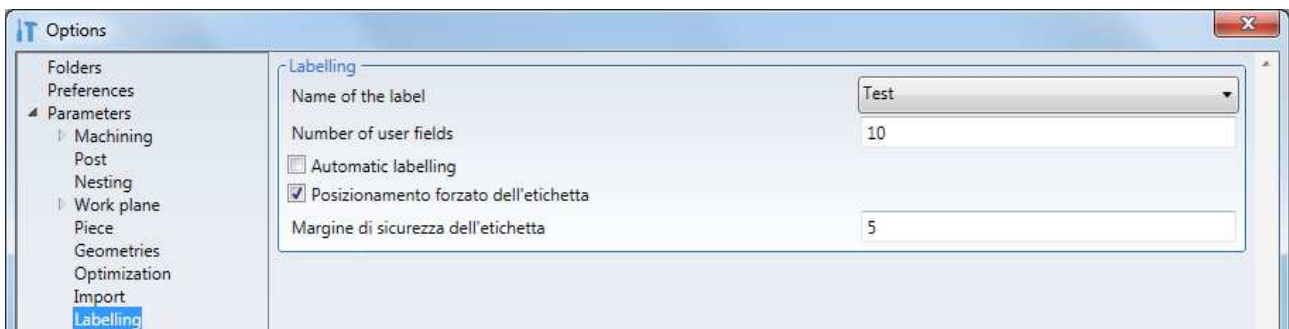 Options
Folders
Preferences
Parameters
Machining
Post
Nesting
Work plane
Piece
Geometries
Optimization
Import
Labelling
Labelling
Name of the label Test
Number of user fields 10
Automatic labelling
Posizionamento forzato dell'etichetta
Margine di sicurezza dell'etichetta 5